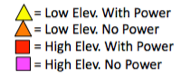 = Low Elev. With Power
= Low Elev. No Power
= High Elev. With Power
= High Elev. No Power